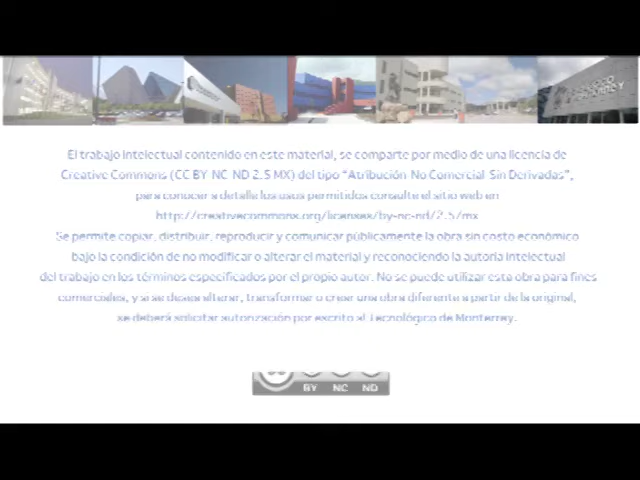 El trabajo intelectual contenido en este material, se comparte por medio de una licencia de
Creative Commons (CC BY-NC-ND 2.5 MX) del tipo "Atribución-No Comercial-Sin Derivadas",
para conocer a detalle los usos permitidos consulte el sitio web en
http://creativecommons.org/licenses/by-nc-nd/2.5/mx
Se permite copiar, distribuir, reproducir y comunicar públicamente la obra sin costo económico
bajo la condición de no modificar o alterar el material y reconociendo la autoría intelectual
del trabajo en los términos específicados por el propio autor. No se puede utilizar esta obra para fines
comerciales, y si se desea alterar, transformar o crear una obra diferente a partir de la original,
se deberá solicitar autorización por escrito al Tecnológico de Monterrey.
BY NC ND